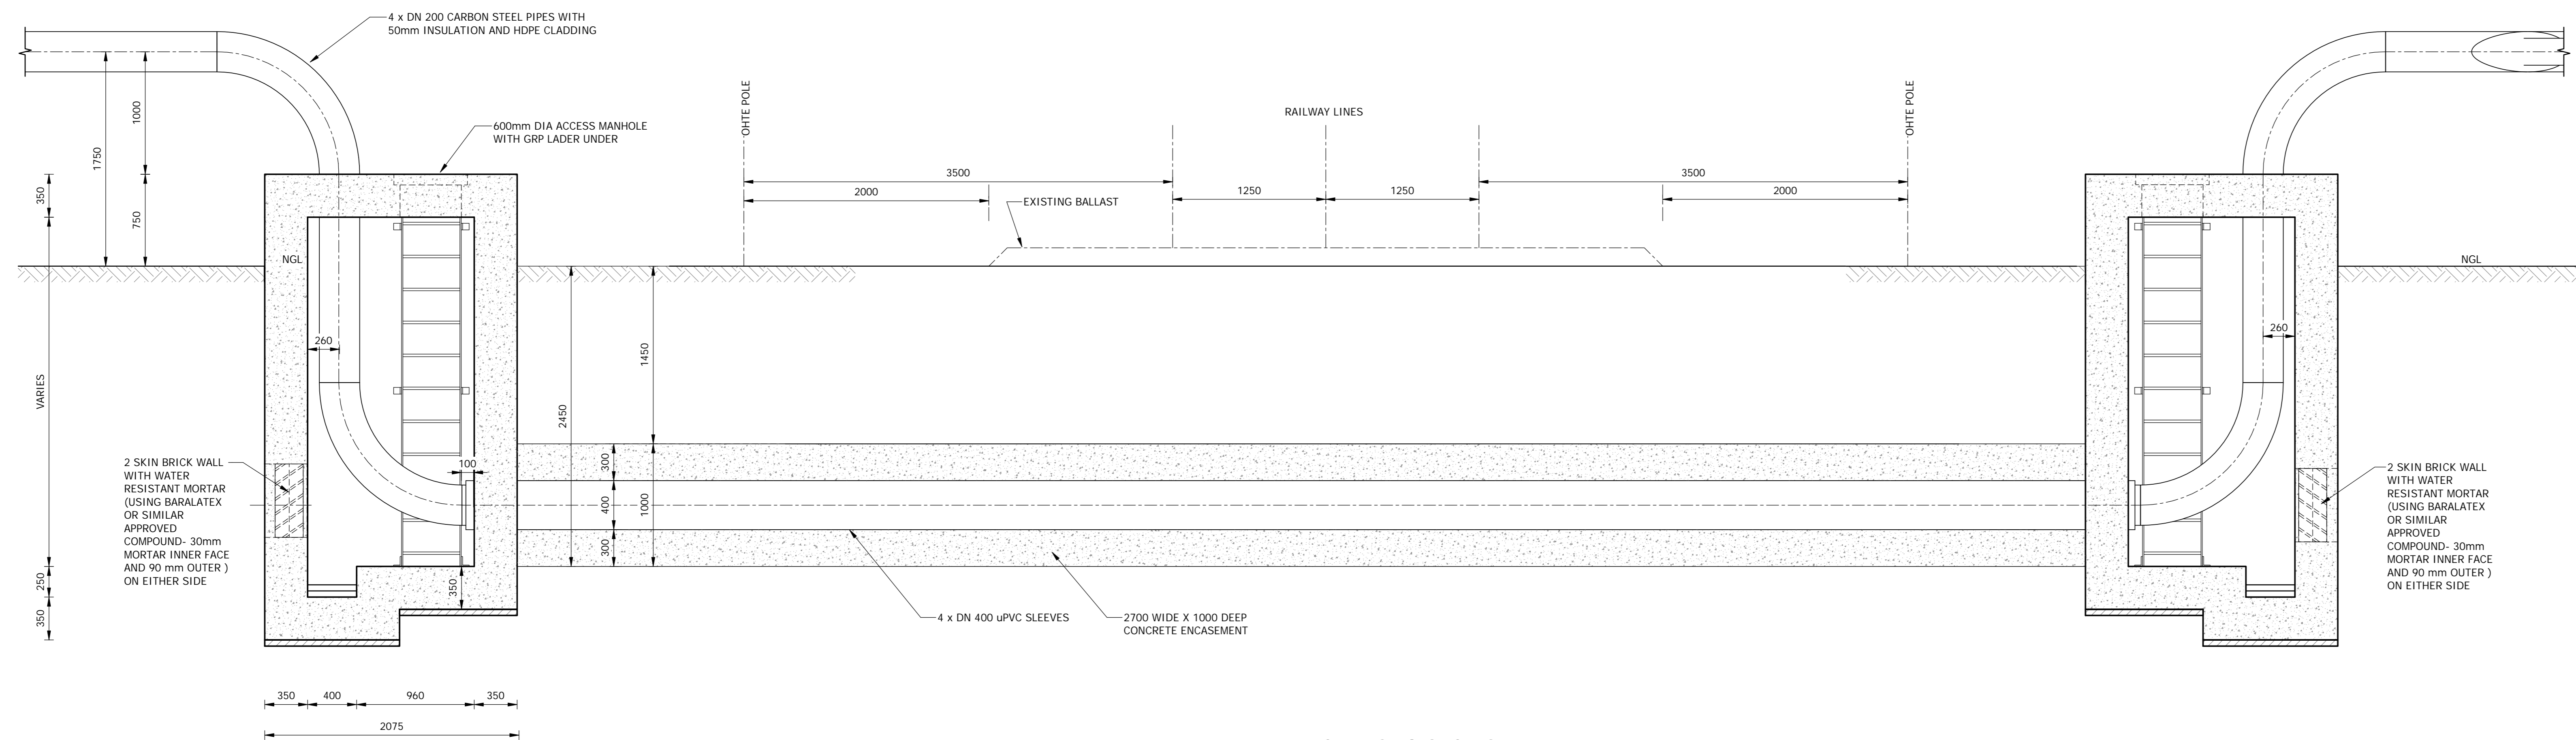 4 x DN 200 CARBON STEEL PIPES WITH
50mm INSULATION AND HDPE CLADDING
600mm DIA ACCESS MANHOLE
WITH GRP LADER UNDER
1000
1750
750
350
VARIES
250
350
NGL
260
100
2 SKIN BRICK WALL
WITH WATER
RESISTANT MORTAR
(USING BARALATEX
OR SIMILAR
APPROVED
COMPOUND- 30mm
MORTAR INNER FACE
AND 90 mm OUTER )
ON EITHER SIDE
350
350
400
960
350
2075
OHTE POLE
RAILWAY LINES
OHTE POLE
3500
2000
1250
1250
3500
2000
EXISTING BALLAST
2450
1450
300
400
300
1000
4 x DN 400 uPVC SLEEVES
2700 WIDE X 1000 DEEP
CONCRETE ENCASEMENT
260
NGL
2 SKIN BRICK WALL
WITH WATER
RESISTANT MORTAR
(USING BARALATEX
OR SIMILAR
APPROVED
COMPOUND- 30mm
MORTAR INNER FACE
AND 90 mm OUTER )
ON EITHER SIDE